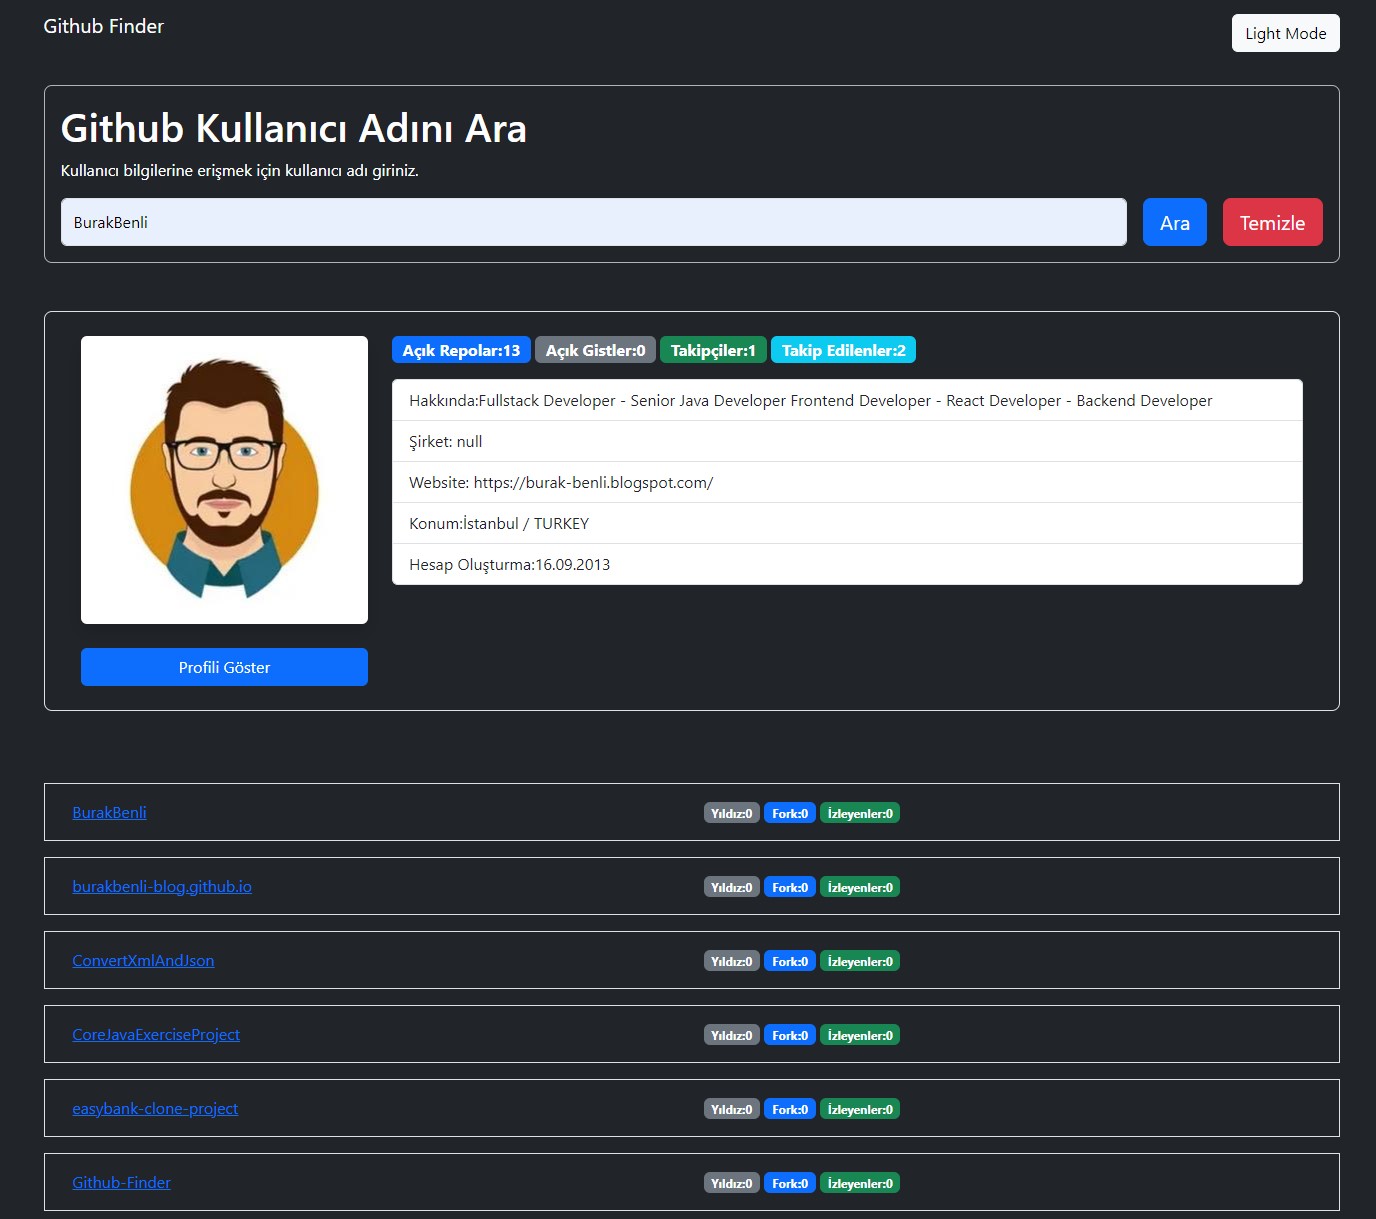 Github Finder
Light Mode
Github Kullanıcı Adını Ara
Kullanıcı bilgilerine erişmek için kullanıcı adı giriniz.
BurakBenli
Ara
Temizle
Açık Repolar:13
Açık Gistler:0
Takipçiler:1
Takip Edilenler:2
Hakkında:Fullstack Developer - Senior Java Developer Frontend Developer - React Developer - Backend Developer
Şirket: null
Website: https://burak-benli.blogspot.com/
Konum:İstanbul / TURKEY
Hesap Oluşturma:16.09.2013
Profili Göster
BurakBenli
Yıldız:0 Fork:0 İzleyenler:0
burakbenli-blog.github.io
Yıldız:0 Fork:0 İzleyenler:0
ConvertXmlAndJson
Yıldız:0 Fork:0 İzleyenler:0
CoreJavaExerciseProject
Yıldız:0 Fork:0 İzleyenler:0
easybank-clone-project
Yıldız:0 Fork:0 İzleyenler:0
Github-Finder
Yıldız:0 Fork:0 İzleyenler:0